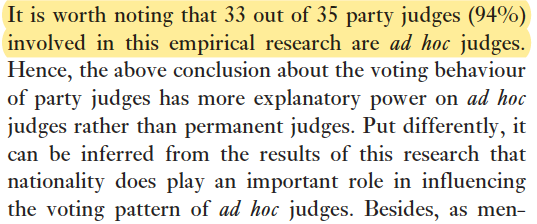 It is worth noting that 33 out of 35 party judges (94%)
involved in this empirical research are ad hoc judges.
Hence, the above conclusion about the voting behaviour
of party judges has more explanatory power on ad hoc
judges rather than permanent judges. Put differently, it
can be inferred from the results of this research that
nationality does play an important role in influencing
the voting pattern of ad hoc judges. Besides, as men-